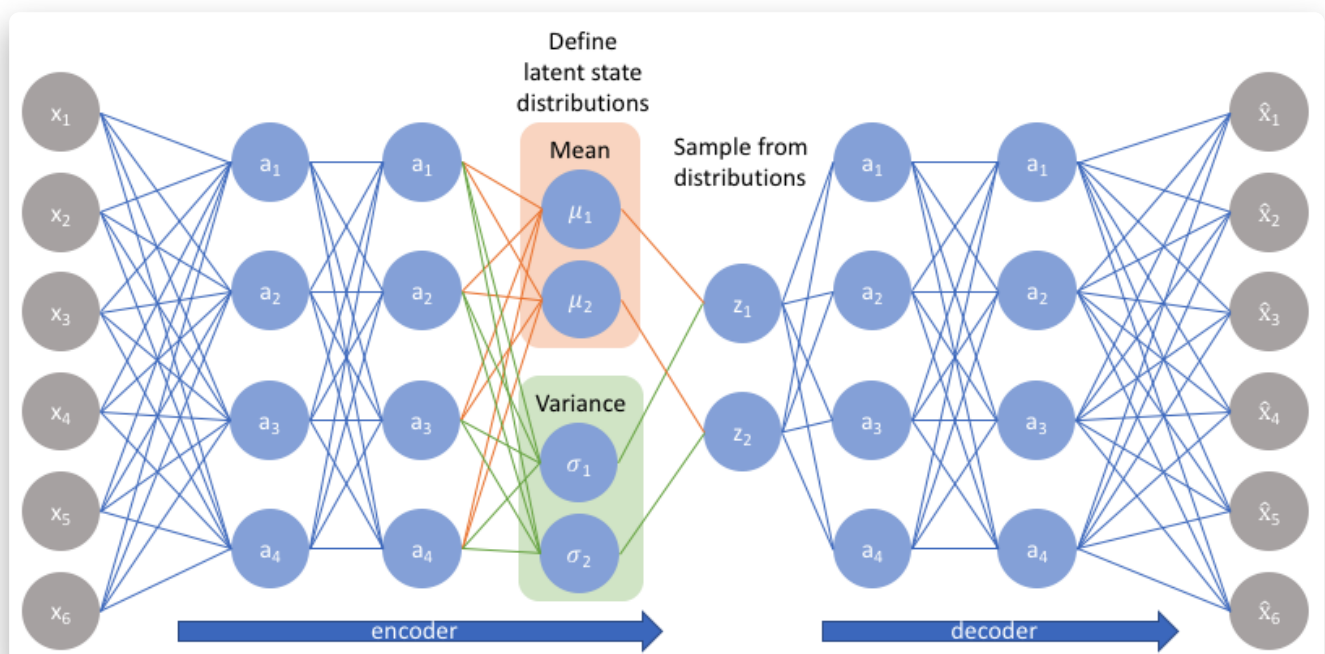 Define
latent state
distributions
Mean
Sample from
distributions
Variance
x₁
x₂
x₃
x₄
x₅
x₆
a₁
a₂
a₃
a₄
a₁
a₂
a₃
a₄
μ₁
μ₂
σ₁
σ₂
z₁
z₂
a₁
a₂
a₃
a₄
a₁
a₂
a₃
a₄
x̂₁
x̂₂
x̂₃
x̂₄
x̂₅
x̂₆
encoder
decoder